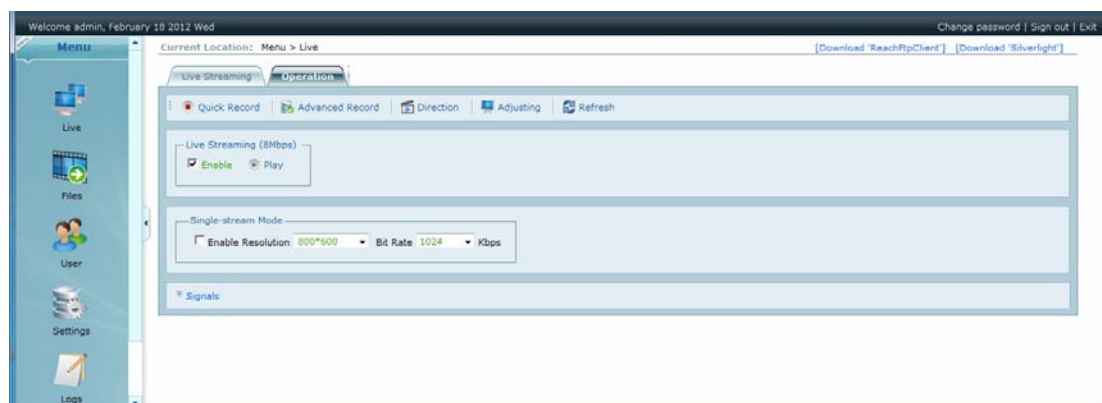 Welcome admin, February 18 2012 Wed
Change password | Sign out | Exit
Menu
Current Location: Menu > Live
[Download 'ReachFtpClient'] [Download 'Silverlight']
Live Streaming
Operation
Quick Record
Advanced Record
Direction
Adjusting
Refresh
Live
Live Streaming (8Mbps)
Enable
Play
Files
Single-stream Mode
Enable Resolution 800*600 Bit Rate 1024 Kbps
User
Signals
Settings
Logs